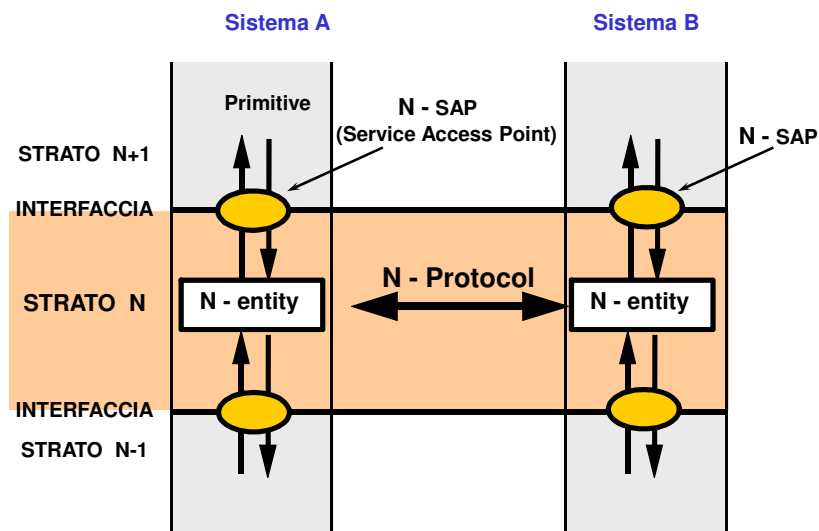 Sistema A
Sistema B
Primitive
N - SAP
(Service Access Point)
N - SAP
STRATO N+1
INTERFACCIA
N - Protocol
STRATO N
N - entity
N - entity
INTERFACCIA
STRATO N-1